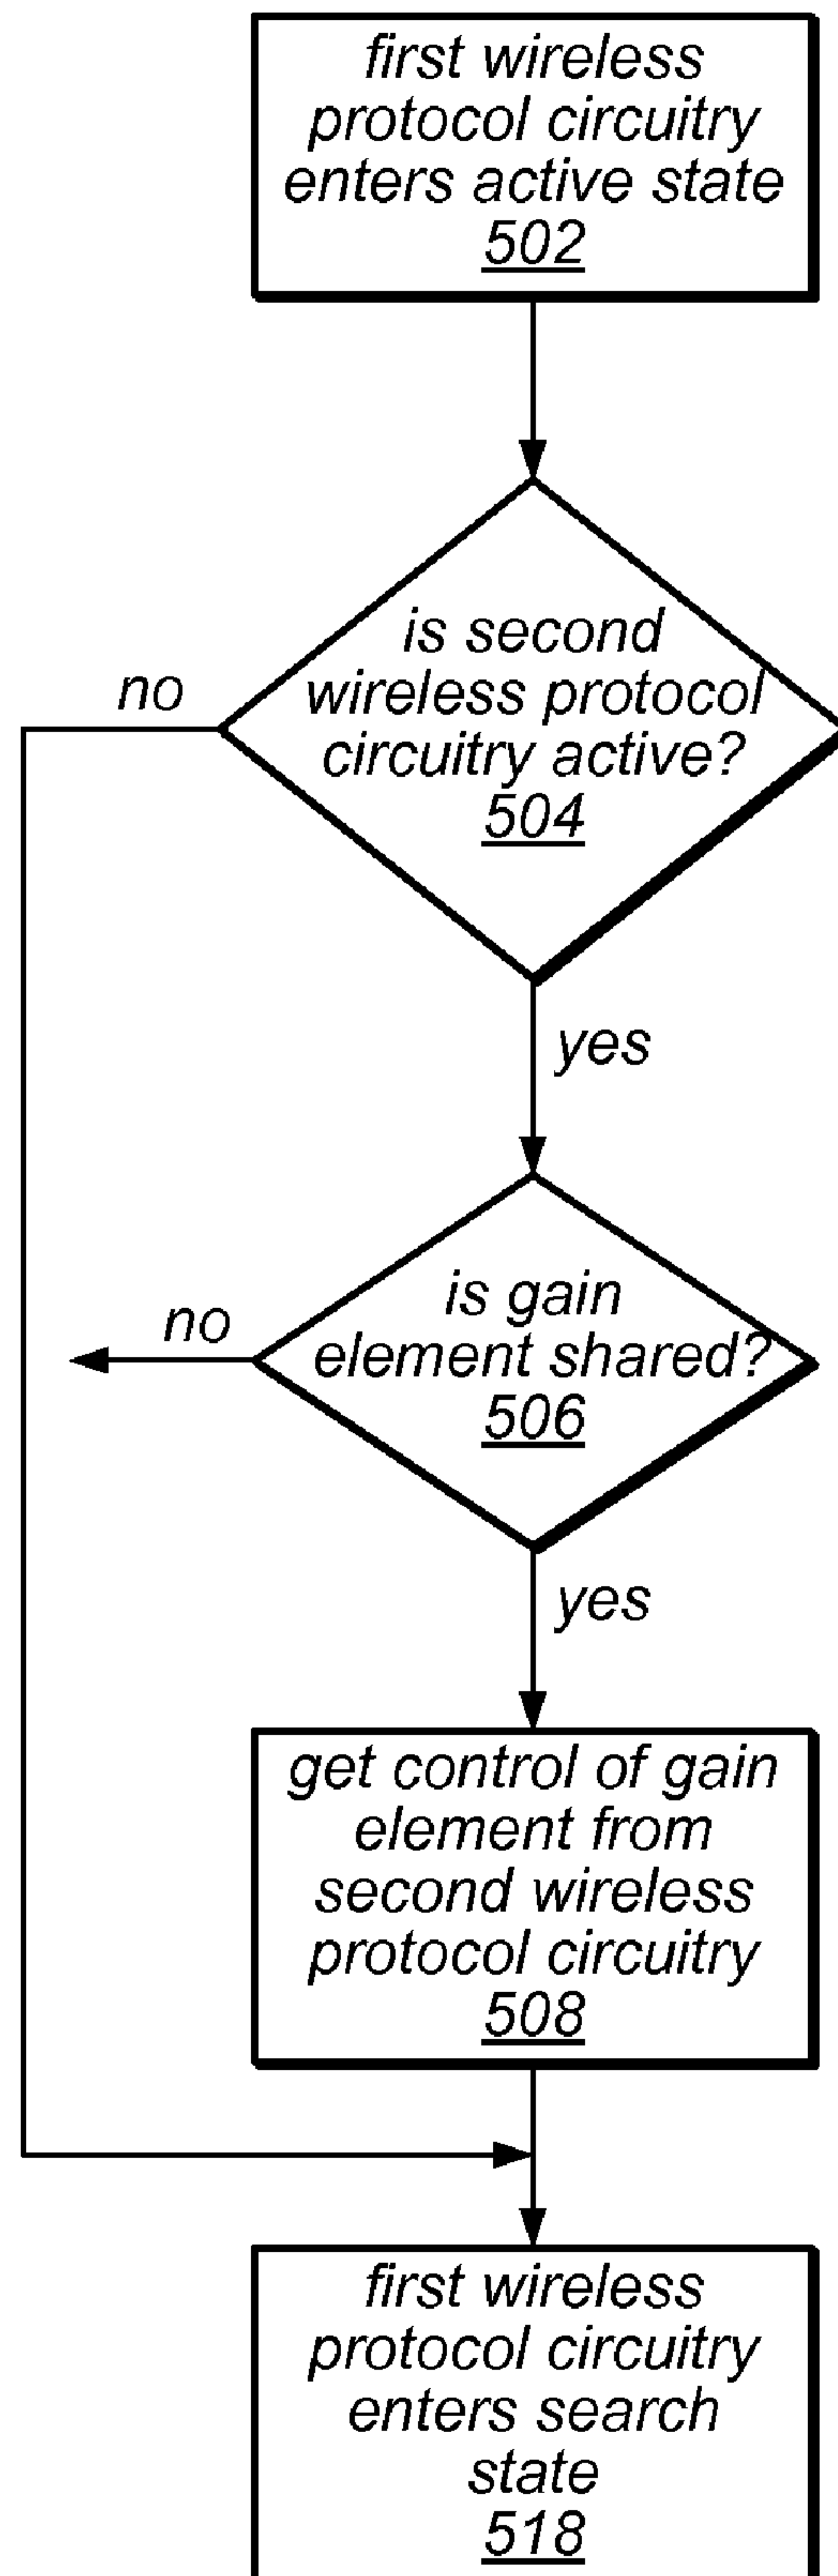 first wireless
protocol circuitry
enters active state
502
is second
wireless protocol
circuitry active?
504
no
yes
is gain
element shared?
506
no
yes
get control of gain
element from
second wireless
protocol circuitry
508
first wireless
protocol circuitry
enters search
state
518